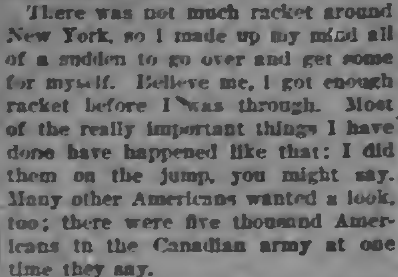 There was not much racket around
New York, so I made up my mind all
of a sudden to go over and get some
for myself. Believe me, I got enough
racket before I was through. Most
of the really important things I have
done have happened like that: I did
them on the jump, you might say.
Many other Americans wanted a look,
too; there were five thousand Amer-
icans in the Canadian army at one
time they say.